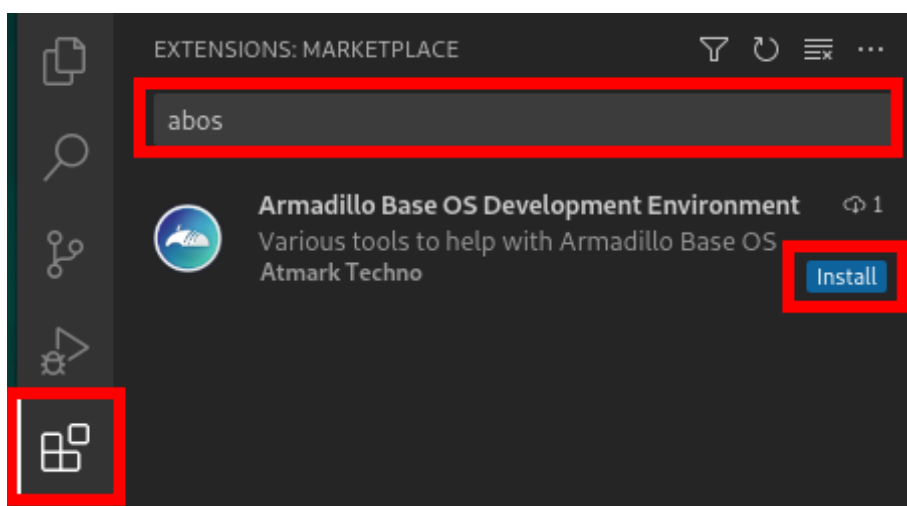 EXTENSIONS: MARKETPLACE
abos
Armadillo Base OS Development Environment 1
Various tools to help with Armadillo Base OS
Atmark Techno
Install